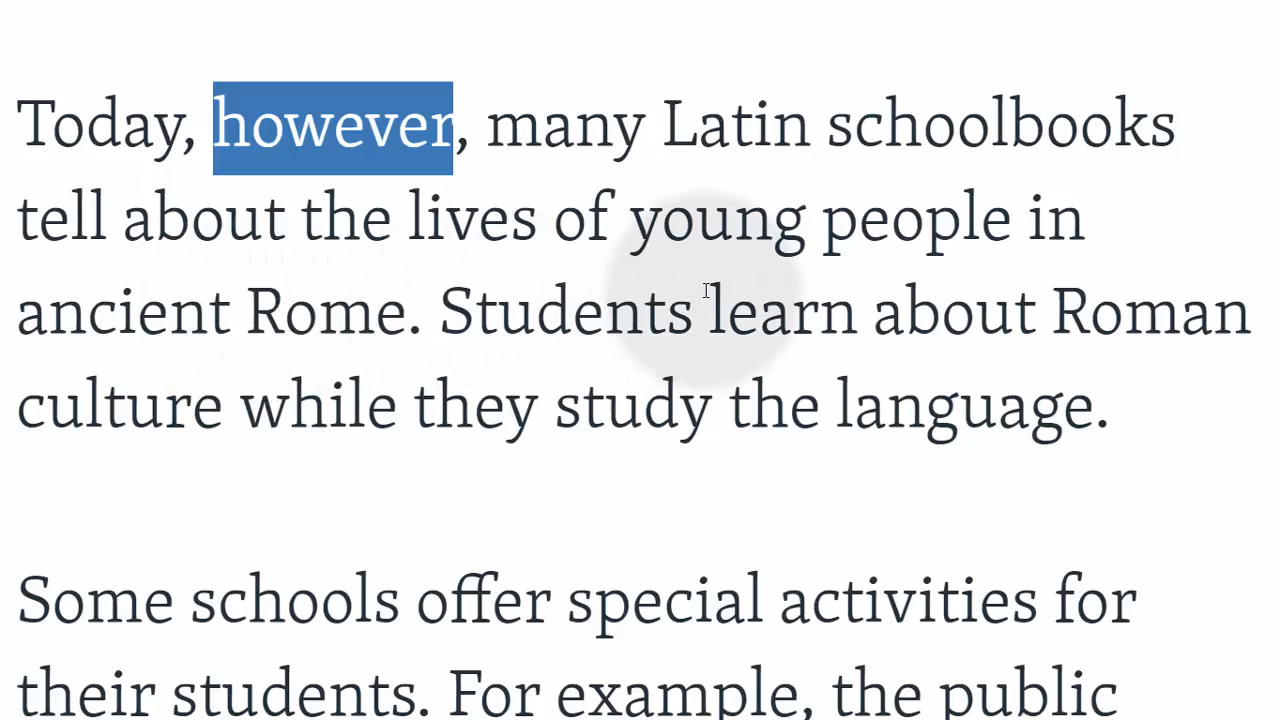 Today, however, many Latin schoolbooks
tell about the lives of young people in
ancient Rome. Students learn about Roman
culture while they study the language.
Some schools offer special activities for
their students. For example, the public